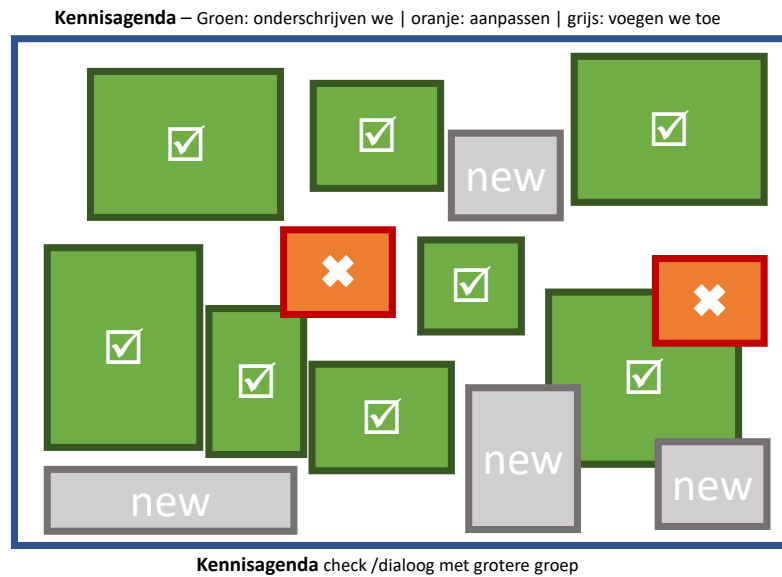 Kennisagenda – Groen: onderschrijven we | oranje: aanpassen | grijs: voegen we toe
new
new
new
new
Kennisagenda check /dialoog met grotere groep